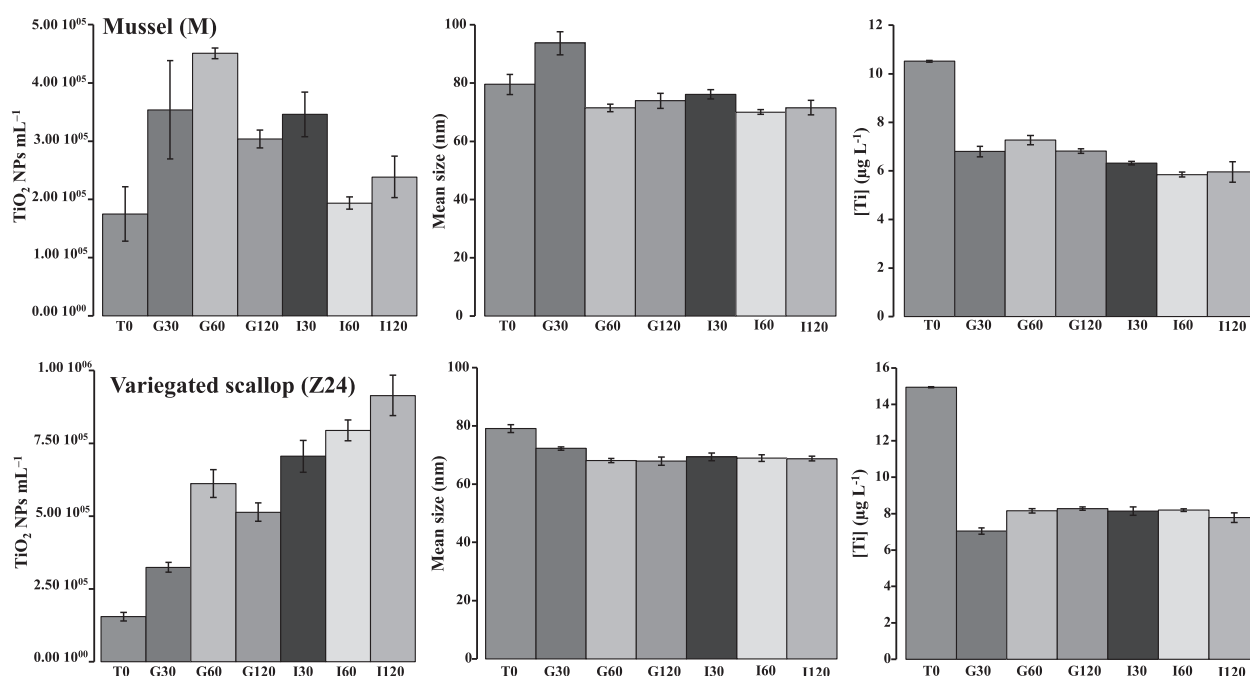 Mussel (M)
TiO2 NPs mL−1
5.00 10^05
4.00 10^05
3.00 10^05
2.00 10^05
1.00 10^05
0.00 10^00
T0 G30 G60 G120 I30 I60 I120
Mean size (nm)
100
80
60
40
20
0
T0 G30 G60 G120 I30 I60 I120
[Ti] (µg L-1)
12
10
8
6
4
2
0
T0 G30 G60 G120 I30 I60 I120
Variegated scallop (Z24)
TiO2 NPs mL−1
1.00 10^06
7.50 10^05
5.00 10^05
2.50 10^05
0.00 10^00
T0 G30 G60 G120 I30 I60 I120
Mean size (nm)
100
80
60
40
20
0
T0 G30 G60 G120 I30 I60 I120
[Ti] (µg L-1)
16
14
12
10
8
6
4
2
0
T0 G30 G60 G120 I30 I60 I120